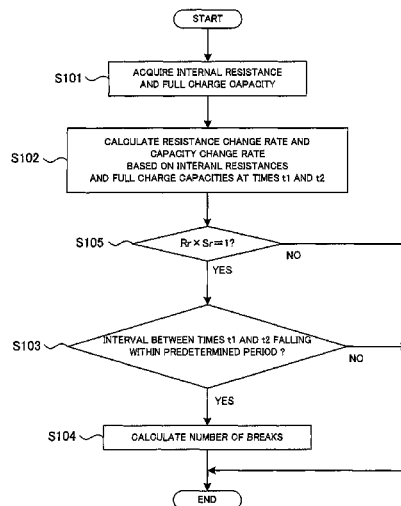 START
S101
ACQUIRE INTERNAL RESISTANCE
AND FULL CHARGE CAPACITY
S102
CALCULATE RESISTANCE CHANGE RATE AND
CAPACITY CHANGE RATE
BASED ON INTERANL RESISTANCES
AND FULL CHARGE CAPACITIES AT TIMES t1 AND t2
S105
Rr×Sr=1?
NO
YES
S103
INTERVAL BETWEEN TIMES t1 AND t2 FALLING
WITHIN PREDETERMINED PERIOD ?
NO
YES
S104
CALCULATE NUMBER OF BREAKS
END